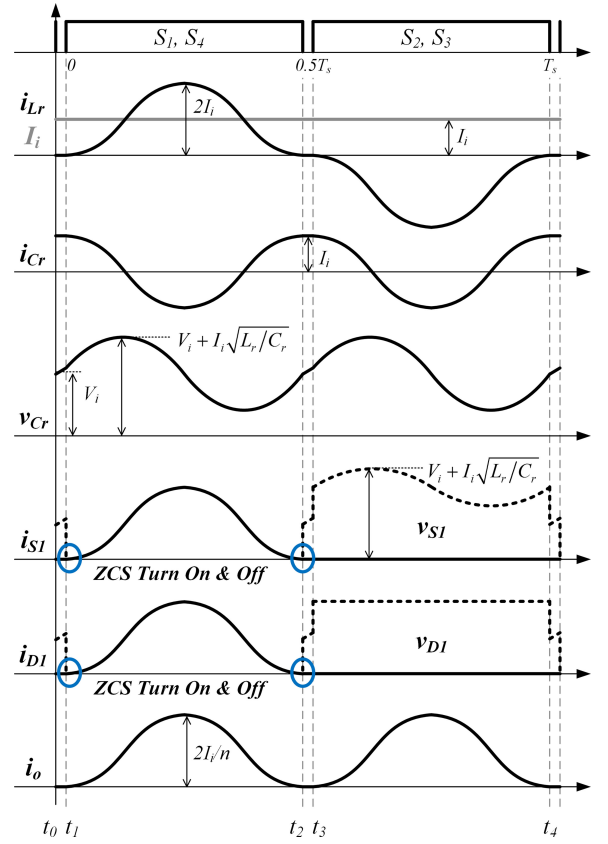 S1, S4
S2, S3
0
0.5Ts
Ts
iLr
Ii
2Ii
Ii
iCr
Ii
Vi + Ii√Lr/Cr
Vi
vCr
Vi + Ii√Lr/Cr
vS1
iS1
ZCS Turn On & Off
vD1
iD1
ZCS Turn On & Off
2Ii/n
io
t0 t1 t2 t3 t4